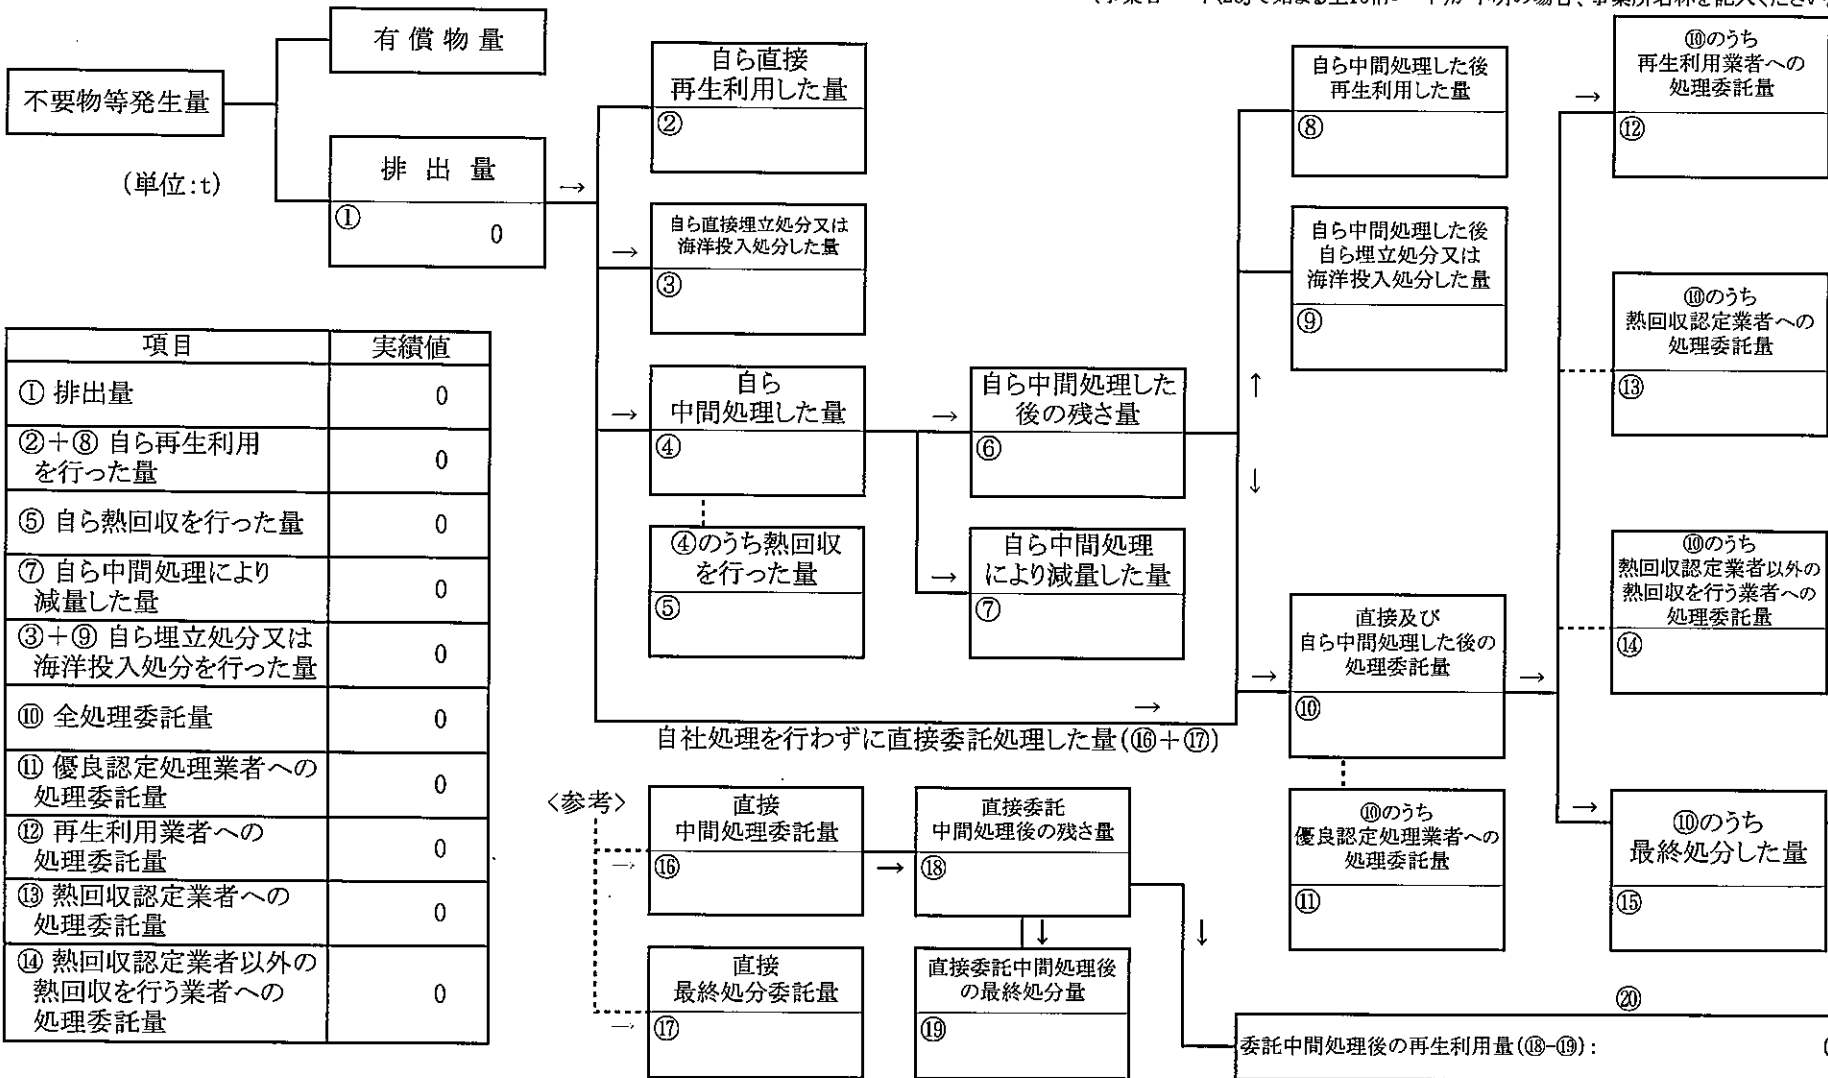 不要物等発生量
(単位:t)
有償物量
排出量
①
0
→
自ら直接
再生利用した量
②
→
自ら直接埋立処分又は
海洋投入処分した量
③
→
自ら
中間処理した量
④
④のうち熱回収
を行った量
⑤
→
自ら中間処理した
後の残さ量
⑥
→
自ら中間処理
により減量した量
⑦
↑
↓
自ら中間処理した後
再生利用した量
⑧
自ら中間処理した後
自ら埋立処分又は
海洋投入処分した量
⑨
→
自社処理を行わずに直接委託処理した量(⑯+⑰)
→
直接及び
自ら中間処理した後の
処理委託量
⑩
⑩のうち
優良認定処理業者への
処理委託量
⑪
→
→
⑩のうち
再生利用業者への
処理委託量
⑫
⑩のうち
熱回収認定業者への
処理委託量
⑬
⑩のうち
熱回収認定業者以外の
熱回収を行う業者への
処理委託量
⑭
→
⑩のうち
最終処分した量
⑮
項目 実績値
① 排出量 0
②+⑧ 自ら再生利用
を行った量 0
⑤ 自ら熱回収を行った量 0
⑦ 自ら中間処理により
減量した量 0
③+⑨ 自ら埋立処分又は
海洋投入処分を行った量 0
⑩ 全処理委託量 0
⑪ 優良認定処理業者への
処理委託量 0
⑫ 再生利用業者への
処理委託量 0
⑬ 熱回収認定業者への
処理委託量 0
⑭ 熱回収認定業者以外の
熱回収を行う業者への
処理委託量 0
<参考>
→
直接
中間処理委託量
⑯
→
直接委託
中間処理後の残さ量
⑱
↓
↓
→
直接
最終処分委託量
⑰
直接委託中間処理後
の最終処分量
⑲
⑳
委託中間処理後の再生利用量(⑱-⑲):